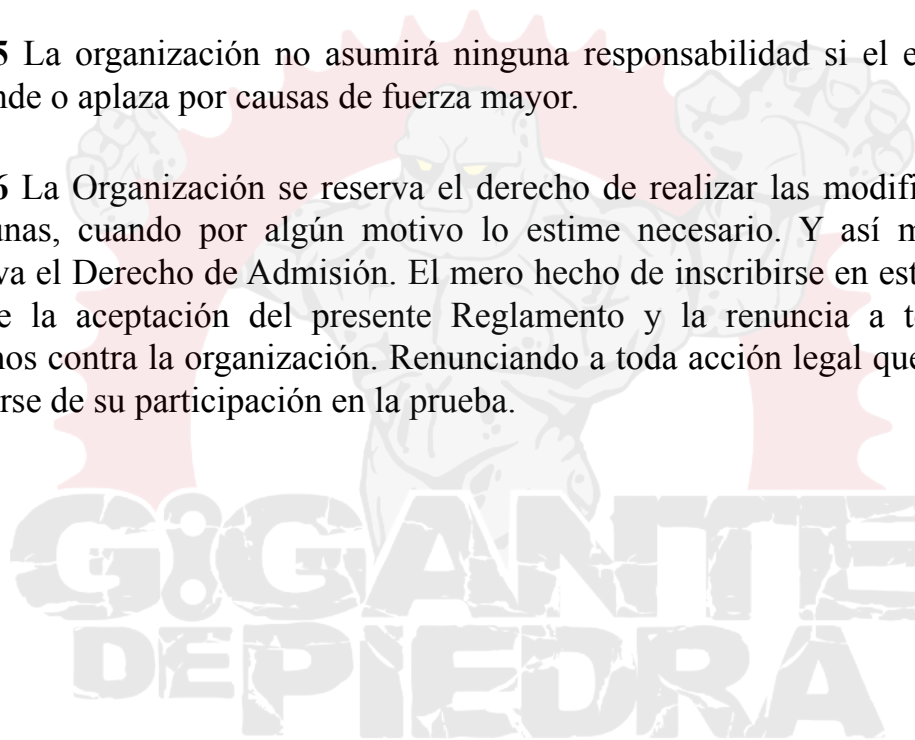 5 La organización no asumirá ninguna responsabilidad si el e
nde o aplaza por causas de fuerza mayor.
6 La Organización se reserva el derecho de realizar las modifi
unas, cuando por algún motivo lo estime necesario. Y así m
va el Derecho de Admisión. El mero hecho de inscribirse en est
e la aceptación del presente Reglamento y la renuncia a t
nos contra la organización. Renunciando a toda acción legal que
rse de su participación en la prueba.
GIGANTE
DE PIEDRA